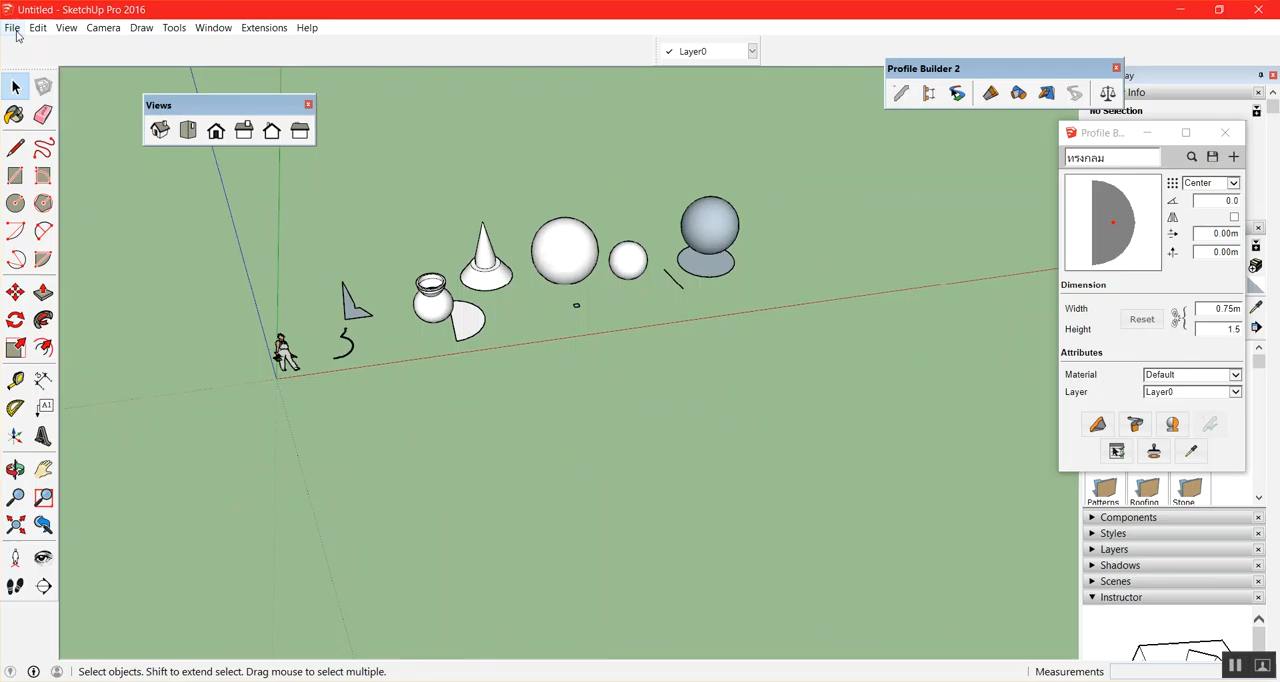 Untitled - SketchUp Pro 2016
File Edit View Camera Draw Tools Window Extensions Help
Layer0
Profile Builder 2
ay
Info
No Selection
Views
Profile B...
ทรงกลม
Center
0.0
0.00m
0.00m
Dimension
Width 0.75m
Reset
Height 1.5
Attributes
Material Default
Layer Layer0
Patterns Roofing Stone
Components
Styles
Layers
Shadows
Scenes
Instructor
A1
Select objects. Shift to extend select. Drag mouse to select multiple.
Measurements